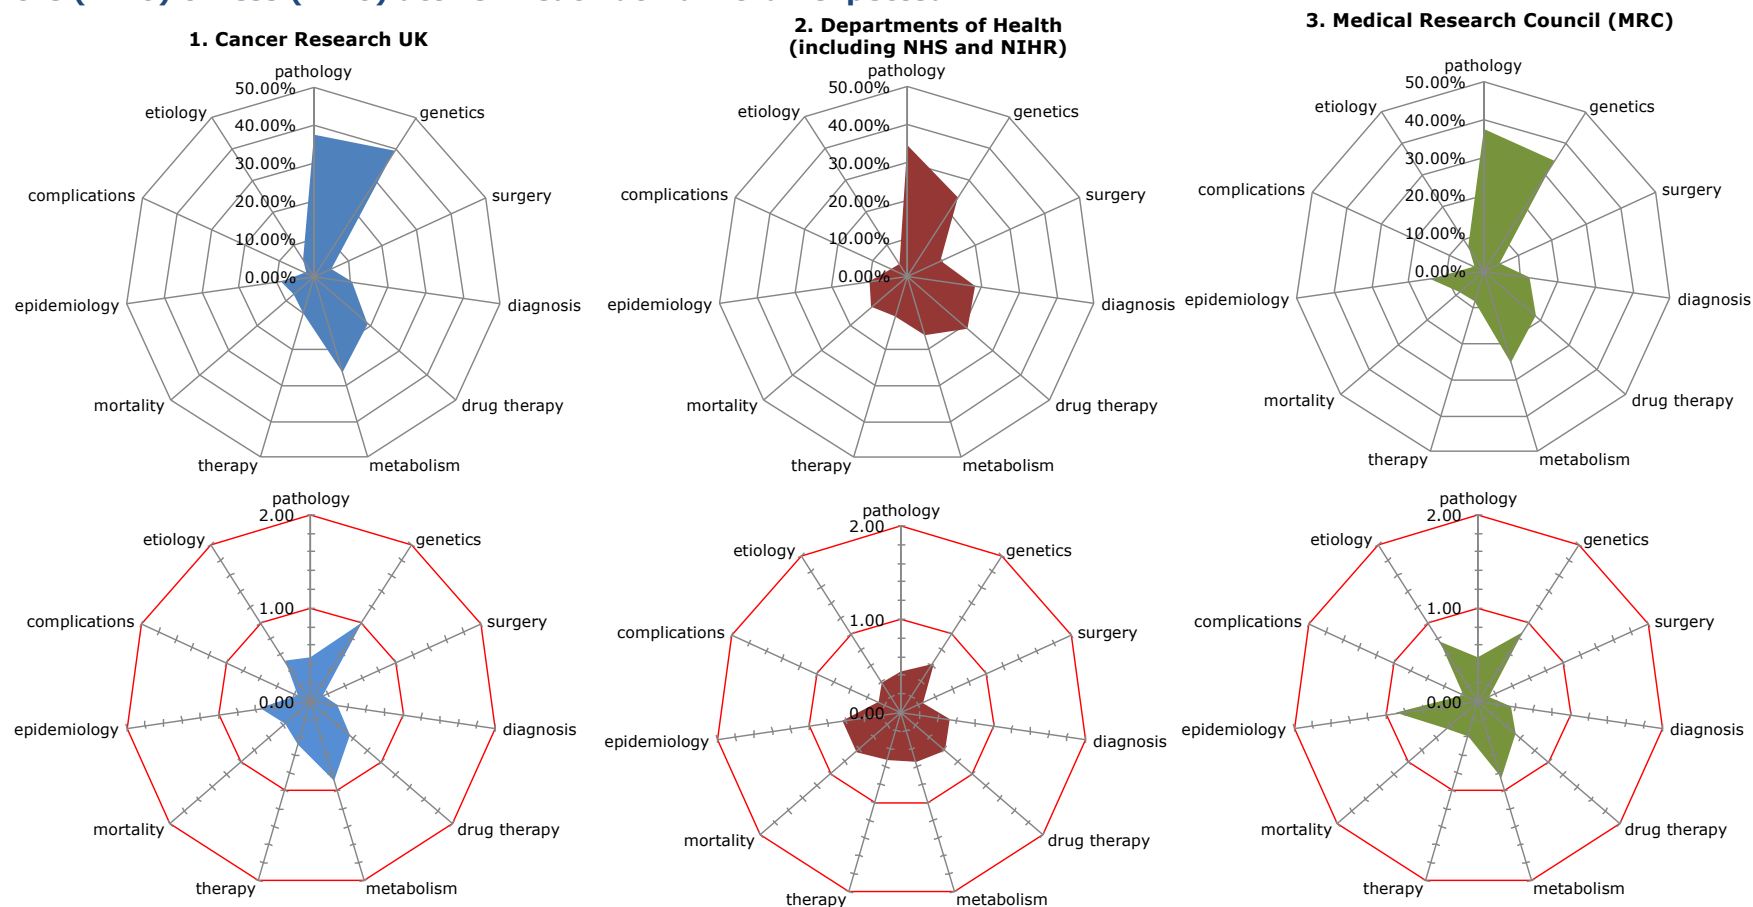 1. Cancer Research UK
pathology
50.00%
40.00%
30.00%
20.00%
10.00%
0.00%
genetics
surgery
diagnosis
drug therapy
metabolism
therapy
mortality
epidemiology
complications
etiology
2. Departments of Health
(including NHS and NIHR)
pathology
50.00%
40.00%
30.00%
20.00%
10.00%
0.00%
genetics
surgery
diagnosis
drug therapy
metabolism
therapy
mortality
epidemiology
complications
etiology
3. Medical Research Council (MRC)
pathology
50.00%
40.00%
30.00%
20.00%
10.00%
0.00%
genetics
surgery
diagnosis
drug therapy
metabolism
therapy
mortality
epidemiology
complications
etiology
pathology
2.00
1.00
0.00
genetics
surgery
diagnosis
drug therapy
metabolism
therapy
mortality
epidemiology
complications
etiology
pathology
2.00
1.00
0.00
genetics
surgery
diagnosis
drug therapy
metabolism
therapy
mortality
epidemiology
complications
etiology
pathology
2.00
1.00
0.00
genetics
surgery
diagnosis
drug therapy
metabolism
therapy
mortality
epidemiology
complications
etiology